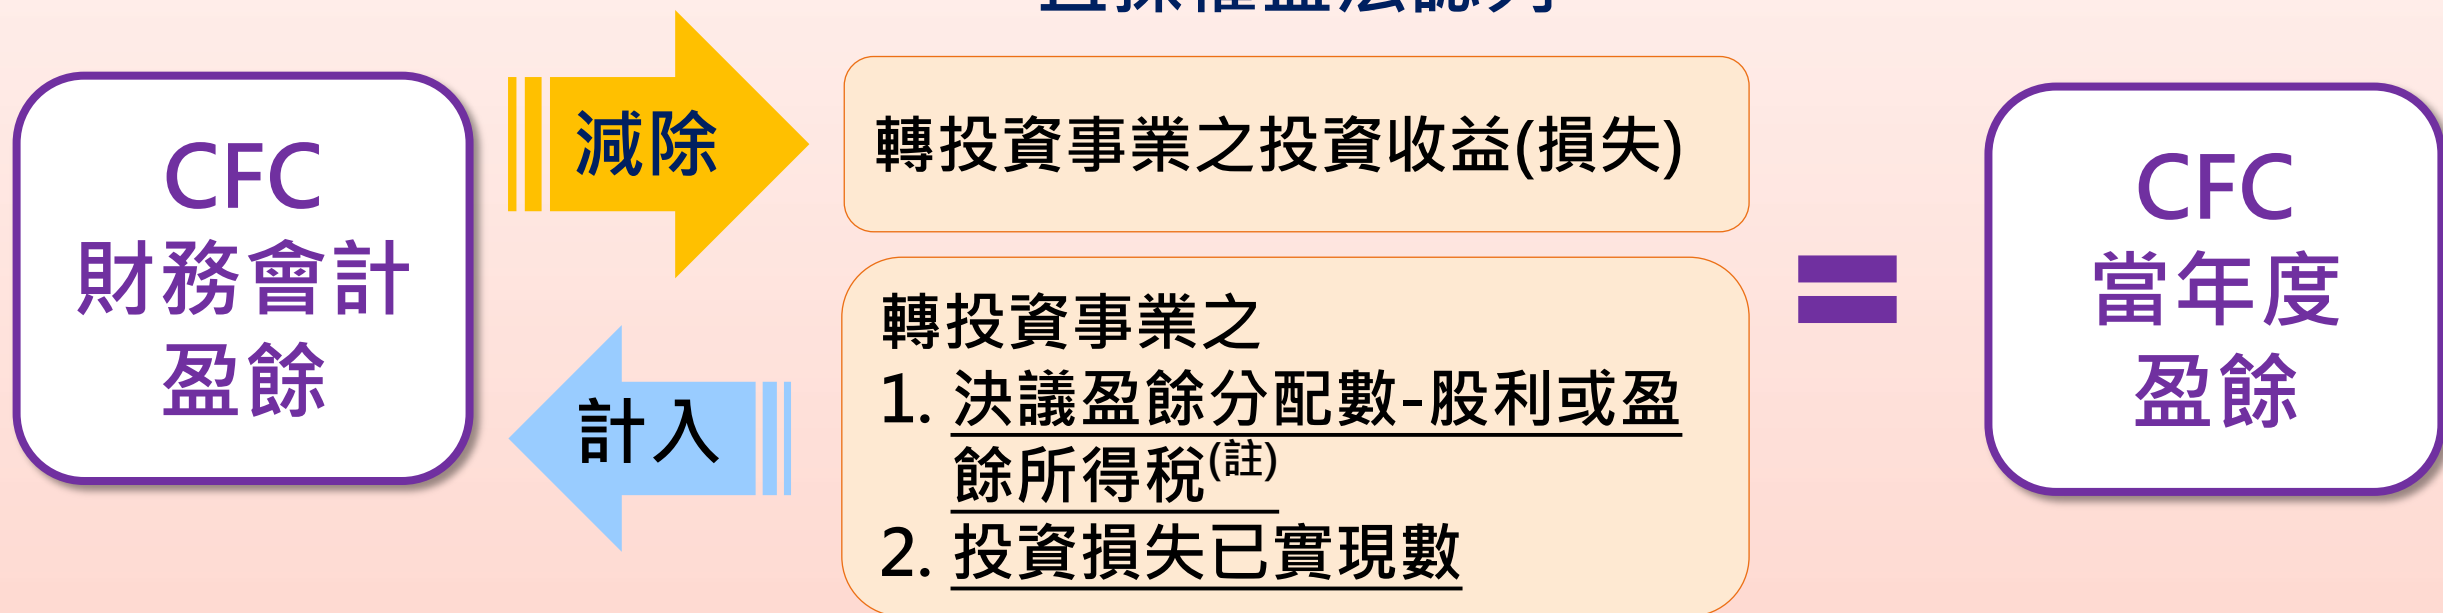 CFC
財務會計
盈餘
減除
轉投資事業之投資收益(損失)
計入
轉投資事業之
1. 決議盈餘分配數-股利或盈
餘所得稅(註)
2. 投資損失已實現數
CFC
當年度
盈餘